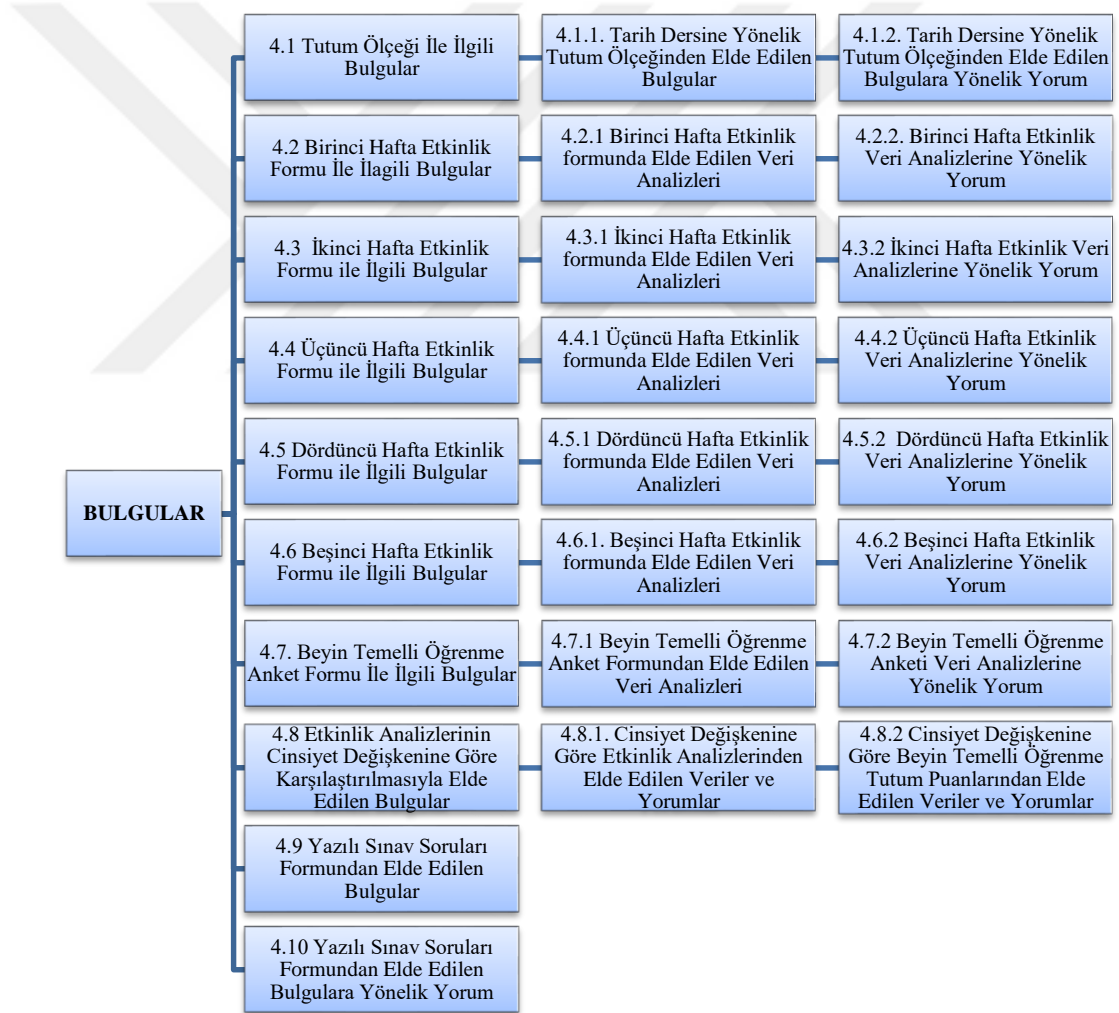 4.1 Tutum Ölçeği İle İlgili
Bulgular
4.1.1. Tarih Dersine Yönelik
Tutum Ölçeğinden Elde Edilen
Bulgular
4.1.2. Tarih Dersine Yönelik
Tutum Ölçeğinden Elde Edilen
Bulgulara Yönelik Yorum
4.2 Birinci Hafta Etkinlik
Formu İle İlagili Bulgular
4.2.1 Birinci Hafta Etkinlik
formunda Elde Edilen Veri
Analizleri
4.2.2. Birinci Hafta Etkinlik
Veri Analizlerine Yönelik
Yorum
4.3 İkinci Hafta Etkinlik
Formu ile İlgili Bulgular
4.3.1 İkinci Hafta Etkinlik
formunda Elde Edilen Veri
Analizleri
4.3.2 İkinci Hafta Etkinlik Veri
Analizlerine Yönelik Yorum
4.4 Üçüncü Hafta Etkinlik
Formu ile İlgili Bulgular
4.4.1 Üçüncü Hafta Etkinlik
formunda Elde Edilen Veri
Analizleri
4.4.2 Üçüncü Hafta Etkinlik
Veri Analizlerine Yönelik
Yorum
4.5 Dördüncü Hafta Etkinlik
Formu ile İlgili Bulgular
4.5.1 Dördüncü Hafta Etkinlik
formunda Elde Edilen Veri
Analizleri
4.5.2 Dördüncü Hafta Etkinlik
Veri Analizlerine Yönelik
Yorum
BULGULAR
4.6 Beşinci Hafta Etkinlik
Formu ile İlgili Bulgular
4.6.1. Beşinci Hafta Etkinlik
formunda Elde Edilen Veri
Analizleri
4.6.2 Beşinci Hafta Etkinlik
Veri Analizlerine Yönelik
Yorum
4.7. Beyin Temelli Öğrenme
Anket Formu İle İlgili Bulgular
4.7.1 Beyin Temelli Öğrenme
Anket Formundan Elde Edilen
Veri Analizleri
4.7.2 Beyin Temelli Öğrenme
Anketi Veri Analizlerine
Yönelik Yorum
4.8 Etkinlik Analizlerinin
Cinsiyet Değişkenine Göre
Karşılaştırılmasıyla Elde
Edilen Bulgular
4.8.1. Cinsiyet Değişkenine
Göre Etkinlik Analizlerinden
Elde Edilen Veriler ve
Yorumlar
4.8.2 Cinsiyet Değişkenine
Göre Beyin Temelli Öğrenme
Tutum Puanlarından Elde
Edilen Veriler ve Yorumlar
4.9 Yazılı Sınav Soruları
Formundan Elde Edilen
Bulgular
4.10 Yazılı Sınav Soruları
Formundan Elde Edilen
Bulgulara Yönelik Yorum